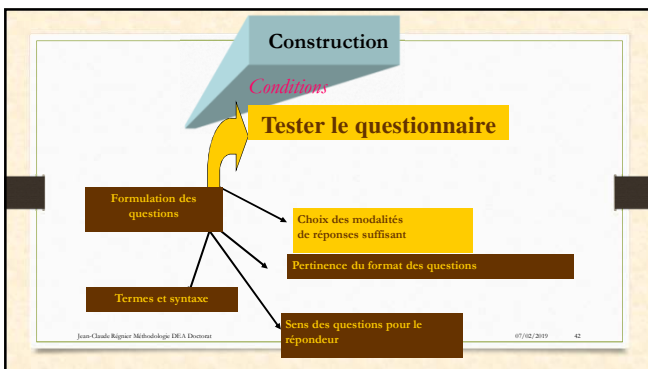 Construction
Conditions
Tester le questionnaire
Formulation des
questions
Choix des modalités
de réponses suffisant
Pertinence du format des questions
Termes et syntaxe
Sens des questions pour le
répondeur
Jean-Claude Régnier Méthodologie DEA Doctorat
07/02/2019
42